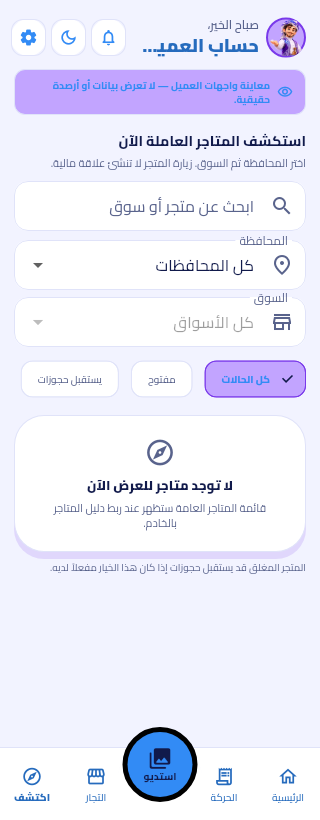 صباح الخير،
حساب العميـ...
معاينة واجهات العميل — لا تعرض بيانات أو أرصدة
حقيقية.
استكشف المتاجر العاملة الآن
اختر المحافظة ثم السوق. زيارة المتجر لا تنشئ علاقة مالية.
ابحث عن متجر أو سوق
المحافظة
كل المحافظات
السوق
كل الأسواق
كل الحالات
مفتوح
يستقبل حجوزات
لا توجد متاجر للعرض الآن
قائمة المتاجر العامة ستظهر عند ربط دليل المتاجر
بالخادم.
المتجر المغلق قد يستقبل حجوزات إذا كان هذا الخيار مفعلاً لديه.
الرئيسية
الحركة
استديو
التجار
اكتشف